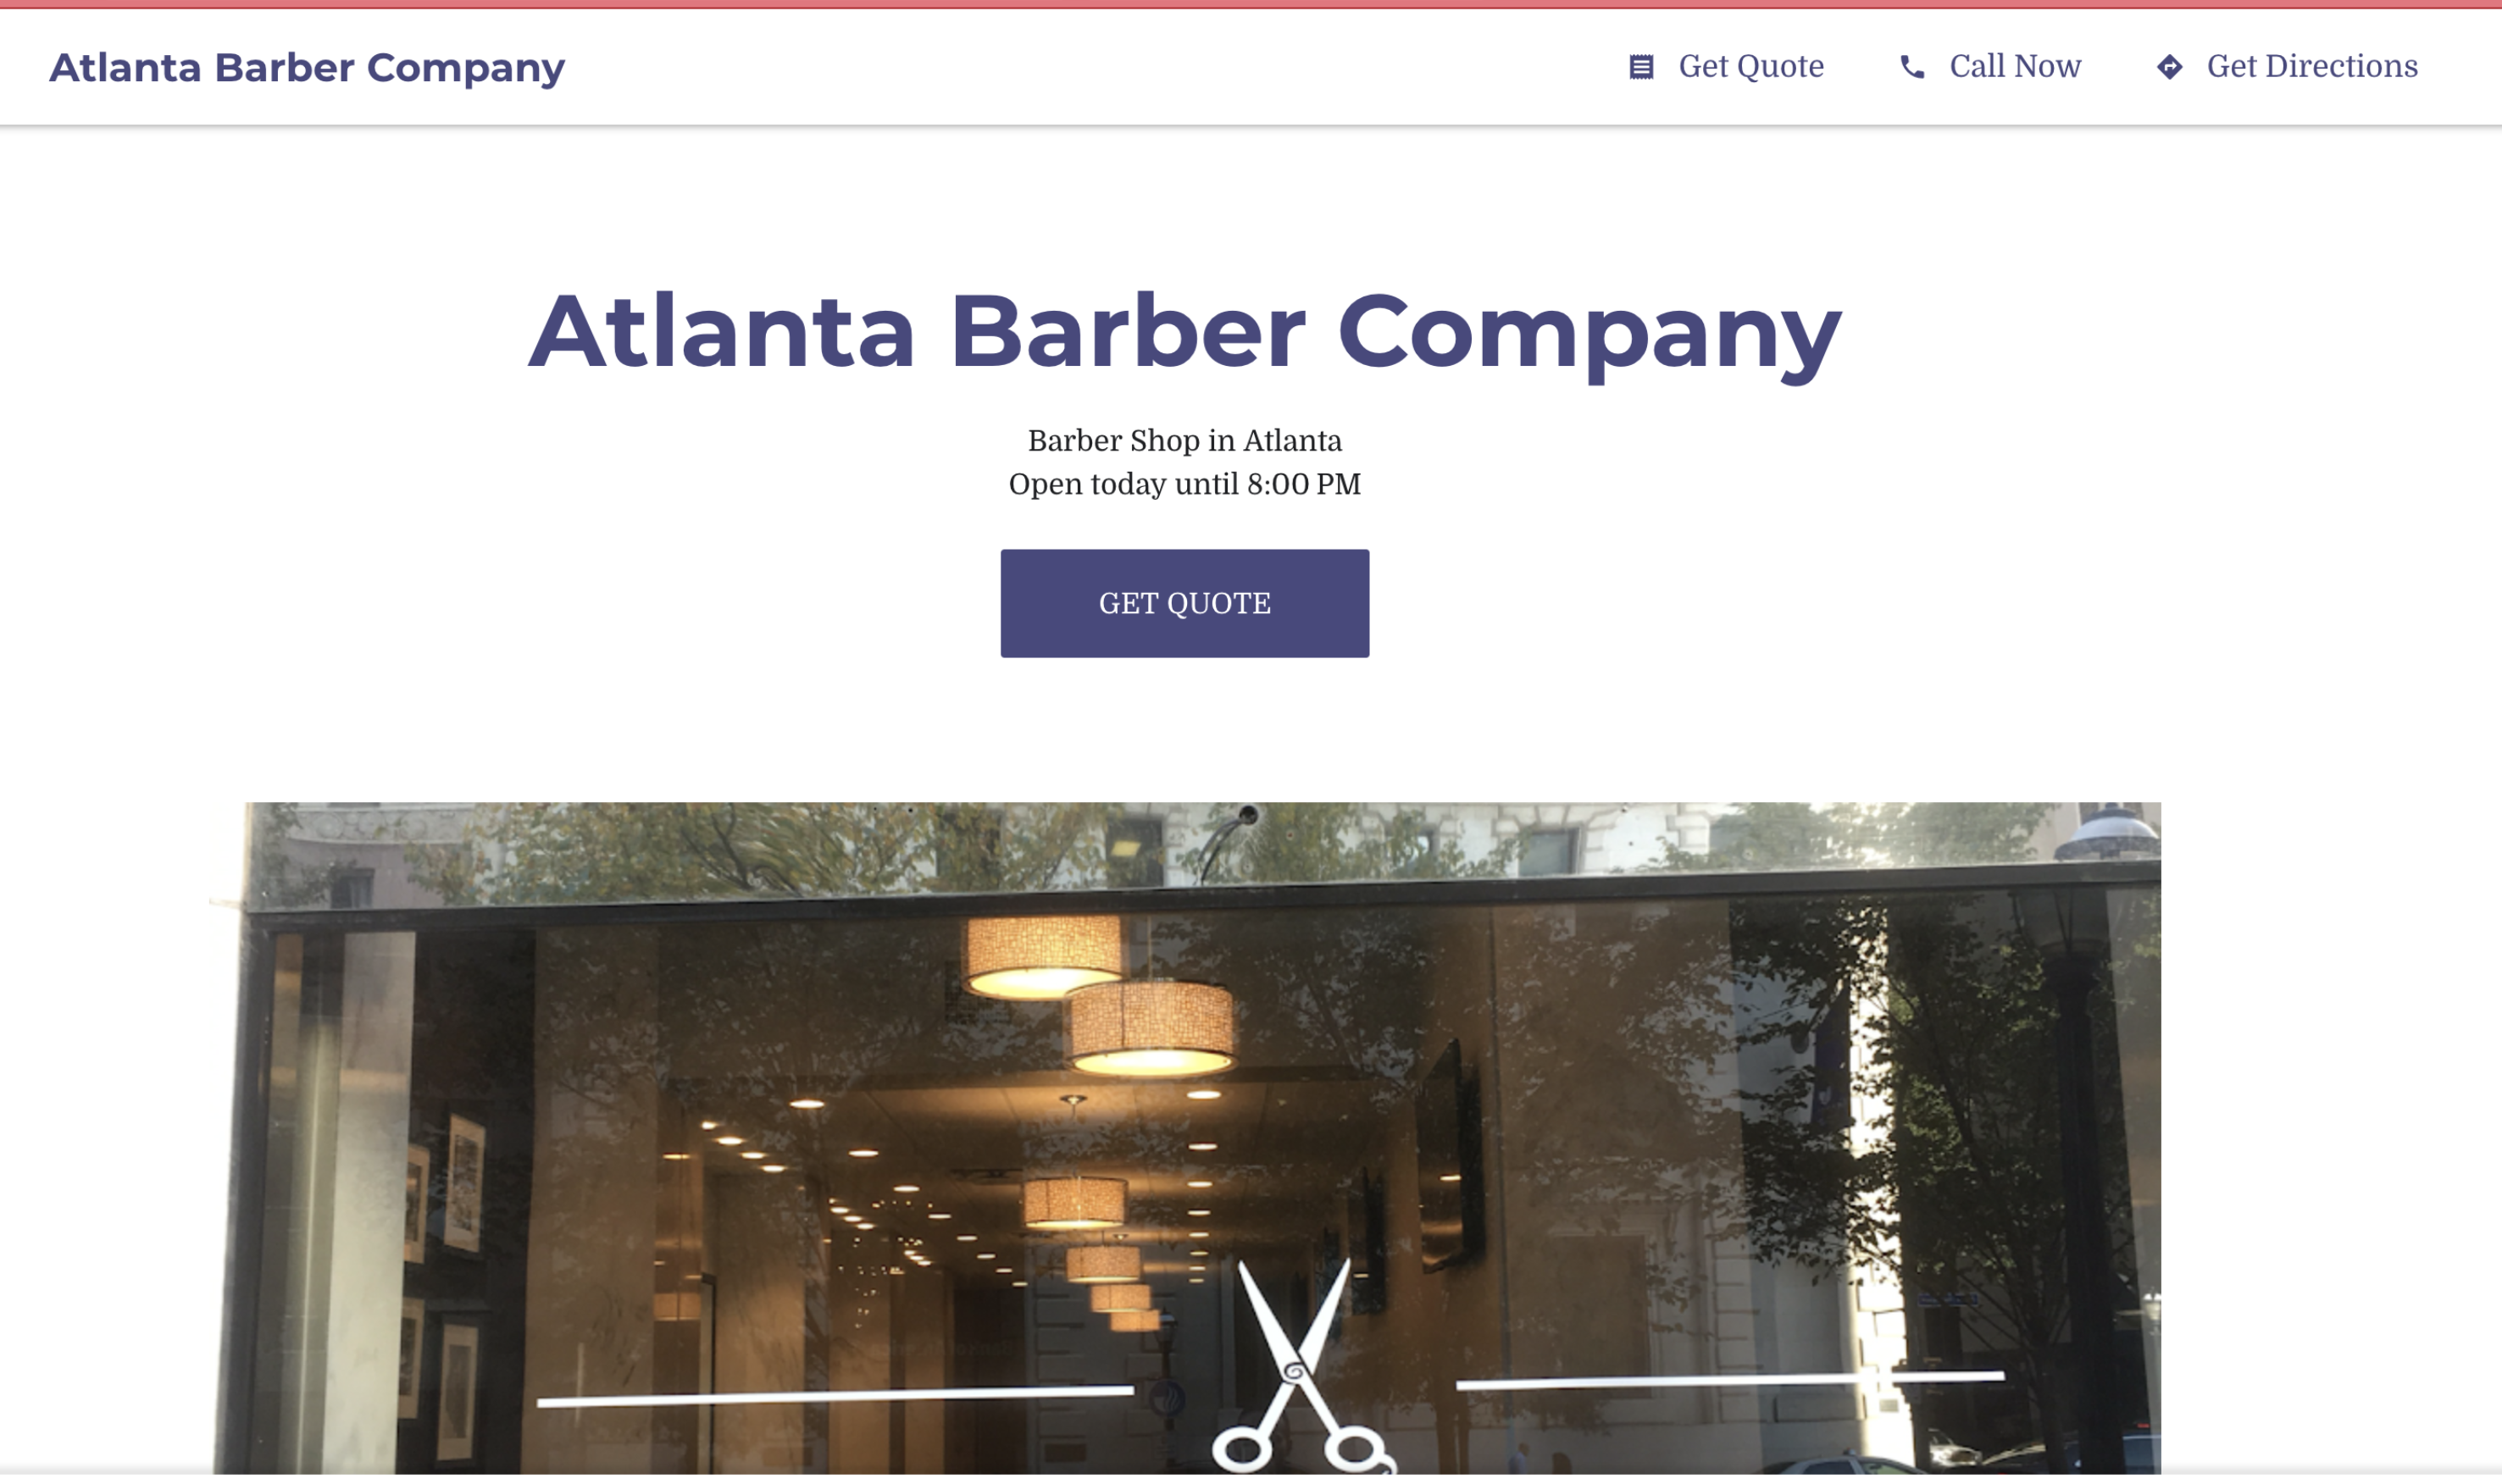 Atlanta Barber Company
Get Quote
Call Now
Get Directions
Atlanta Barber Company
Barber Shop in Atlanta
Open today until 8:00 PM
GET QUOTE